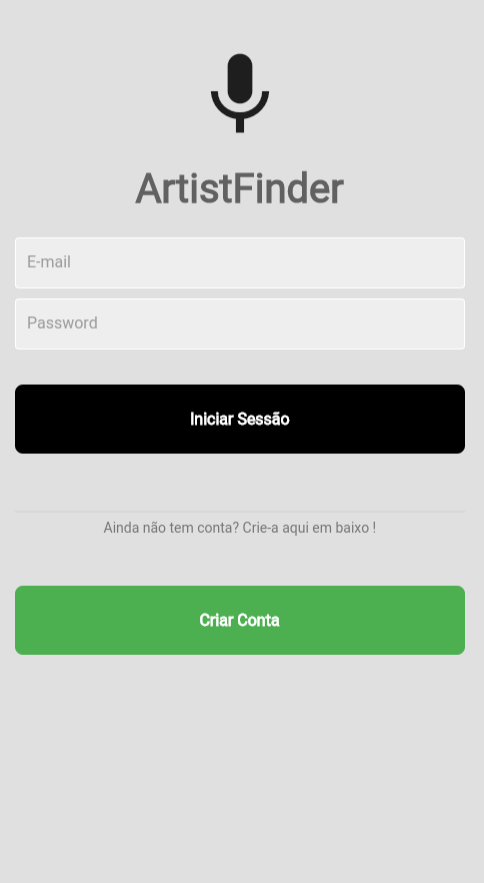 ArtistFinder
E-mail
Password
Iniciar Sessão
Ainda não tem conta? Crie-a aqui em baixo !
Criar Conta